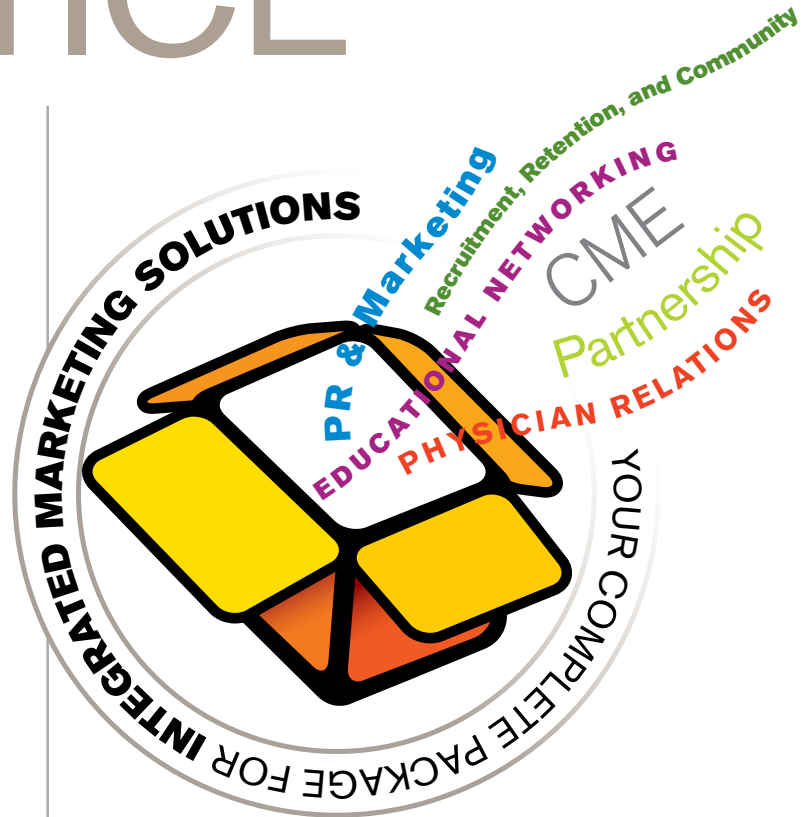 PR & Marketing
Recruitment, Retention, and Community
EDUCATIONAL NETWORKING
CME
Partnership
PHYSICIAN RELATIONS
YOUR COMPLETE PACKAGE FOR INTEGRATED MARKETING SOLUTIONS